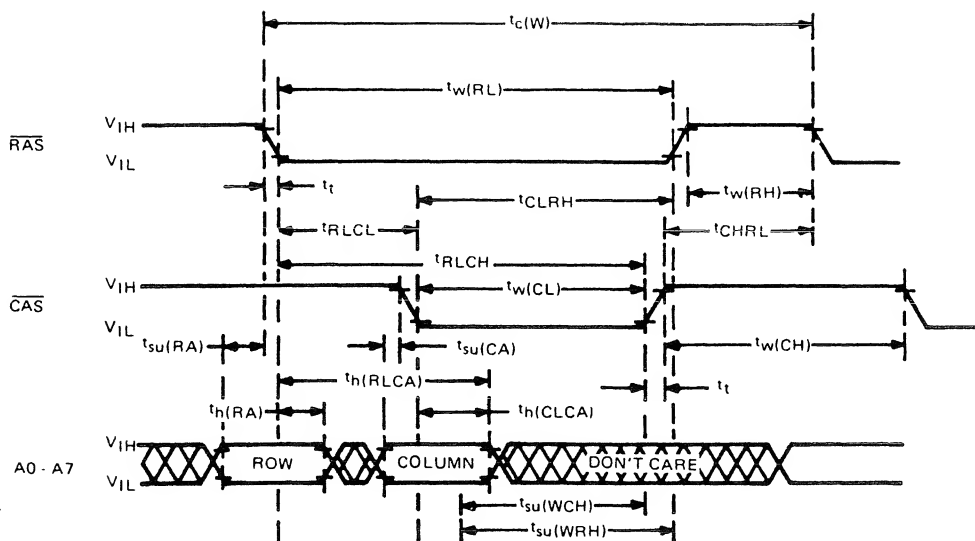 tc(W)
tw(RL)
VIH
RAS
VIL
tt
tCLRH
tw(RH)
tRLCL
tCHRL
tRLCH
VIH
tw(CL)
CAS
VIL
tsu(RA)
tsu(CA)
tw(CH)
th(RLCA)
tt
th(RA)
th(CLCA)
VIH
A0 - A7
ROW
COLUMN
DON'T CARE
VIL
tsu(WCH)
tsu(WRH)